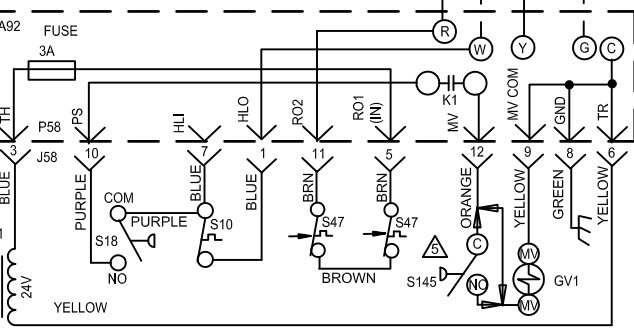 A92
FUSE
3A
R
W
Y
G
C
K1
TH
PS
HLI
HLO
RO2
RO1
(IN)
MV
MV COM
GND
TR
P58
J58
3
10
7
1
11
5
12
9
8
6
BLUE
PURPLE
BLUE
BLUE
BRN
BRN
ORANGE
YELLOW
GREEN
YELLOW
COM
PURPLE
S10
S47
S47
S18
NO
BROWN
5
C
S145
NO
MV
GV1
MV
24V
YELLOW